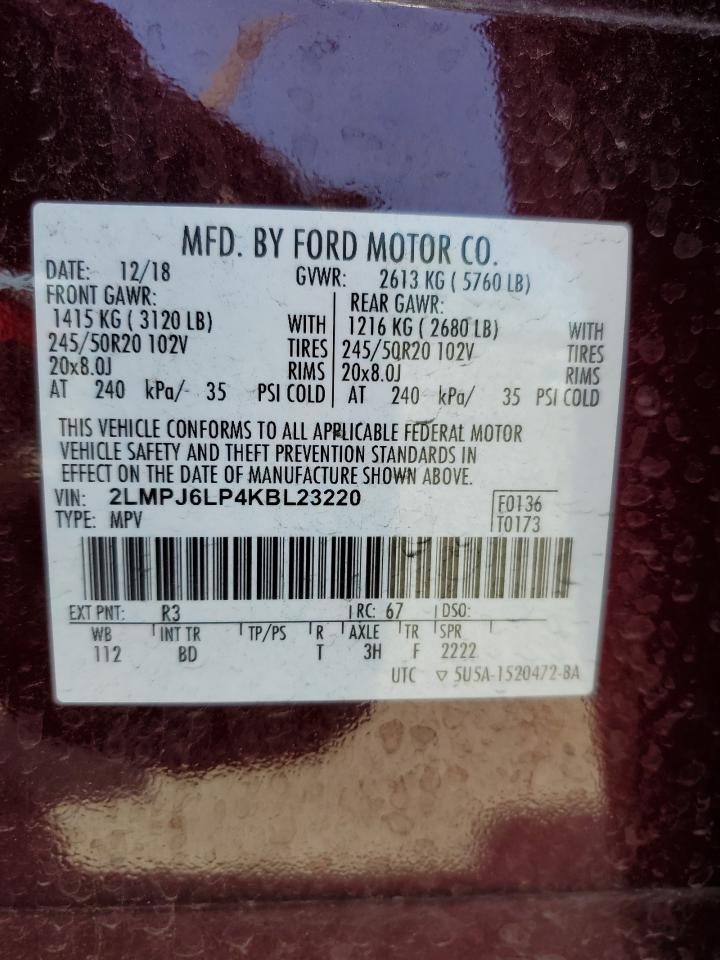 MFD. BY FORD MOTOR CO.
DATE: 12/18 GVWR: 2613 KG ( 5760 LB)
FRONT GAWR: REAR GAWR:
1415 KG ( 3120 LB) WITH 1216 KG ( 2680 LB) WITH
245/50R20 102V TIRES 245/50R20 102V TIRES
20x8.0J RIMS 20x8.0J RIMS
AT 240 kPa/ 35 PSI COLD AT 240 kPa/ 35 PSI COLD
THIS VEHICLE CONFORMS TO ALL APPLICABLE FEDERAL MOTOR
VEHICLE SAFETY AND THEFT PREVENTION STANDARDS IN
EFFECT ON THE DATE OF MANUFACTURE SHOWN ABOVE.
VIN: 2LMPJ6LP4KBL23220 F0136
TYPE: MPV T0173
EXT PNT: R3 RC: 67 DSO:
WB INT TR TP/PS R AXLE TR SPR
112 BD T 3H F 2222
UTC ▽ 5U5A-1520472-BA